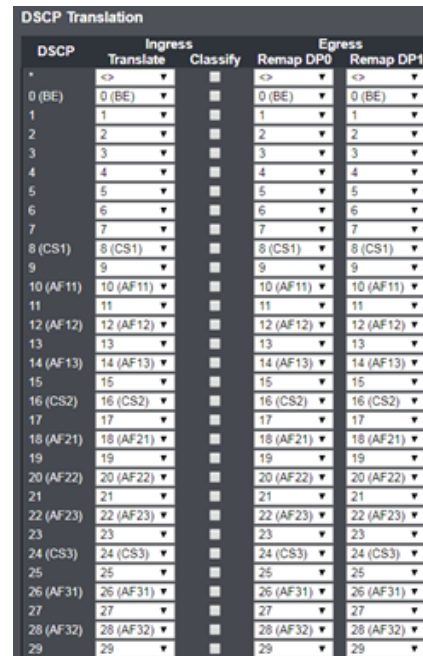 DSCP Translation
DSCP Ingress Egress
Translate Classify Remap DP0 Remap DP1
* <> <> <>
0 (BE) 0 (BE) 0 (BE) 0 (BE)
1 1 1 1
2 2 2 2
3 3 3 3
4 4 4 4
5 5 5 5
6 6 6 6
7 7 7 7
8 (CS1) 8 (CS1) 8 (CS1) 8 (CS1)
9 9 9 9
10 (AF11) 10 (AF11) 10 (AF11) 10 (AF11)
11 11 11 11
12 (AF12) 12 (AF12) 12 (AF12) 12 (AF12)
13 13 13 13
14 (AF13) 14 (AF13) 14 (AF13) 14 (AF13)
15 15 15 15
16 (CS2) 16 (CS2) 16 (CS2) 16 (CS2)
17 17 17 17
18 (AF21) 18 (AF21) 18 (AF21) 18 (AF21)
19 19 19 19
20 (AF22) 20 (AF22) 20 (AF22) 20 (AF22)
21 21 21 21
22 (AF23) 22 (AF23) 22 (AF23) 22 (AF23)
23 23 23 23
24 (CS3) 24 (CS3) 24 (CS3) 24 (CS3)
25 25 25 25
26 (AF31) 26 (AF31) 26 (AF31) 26 (AF31)
27 27 27 27
28 (AF32) 28 (AF32) 28 (AF32) 28 (AF32)
29 29 29 29